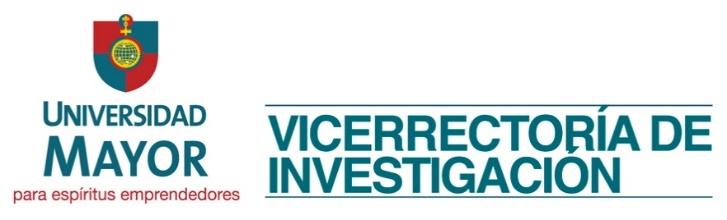 UNIVERSIDAD
MAYOR
para espíritus emprendedores
VICERRECTORÍA DE
INVESTIGACIÓN